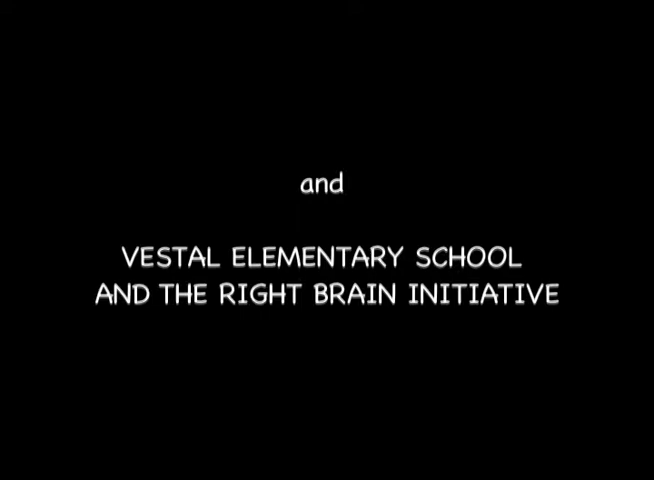 and
VESTAL ELEMENTARY SCHOOL
AND THE RIGHT BRAIN INITIATIVE